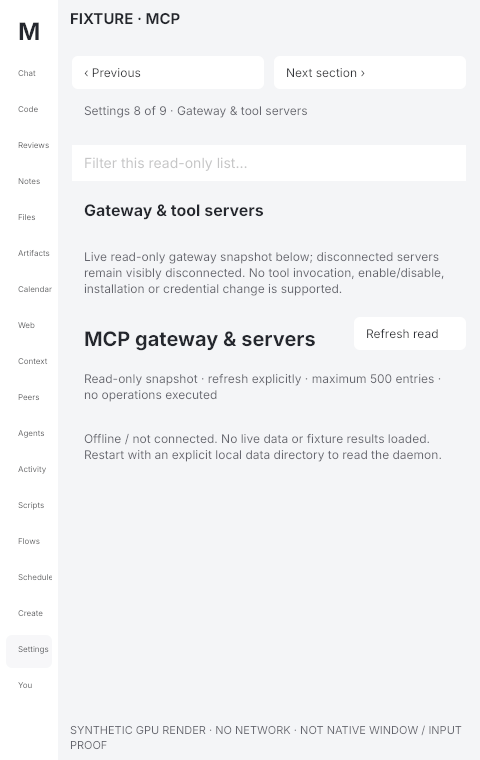 M
FIXTURE · MCP
Chat
Code
Reviews
Notes
Files
Artifacts
Calendar
Web
Context
Peers
Agents
Activity
Scripts
Flows
Schedule
Create
Settings
You
‹ Previous
Next section ›
Settings 8 of 9 · Gateway & tool servers
Filter this read-only list...
Gateway & tool servers
Live read-only gateway snapshot below; disconnected servers
remain visibly disconnected. No tool invocation, enable/disable,
installation or credential change is supported.
MCP gateway & servers
Refresh read
Read-only snapshot · refresh explicitly · maximum 500 entries ·
no operations executed
Offline / not connected. No live data or fixture results loaded.
Restart with an explicit local data directory to read the daemon.
SYNTHETIC GPU RENDER · NO NETWORK · NOT NATIVE WINDOW / INPUT
PROOF